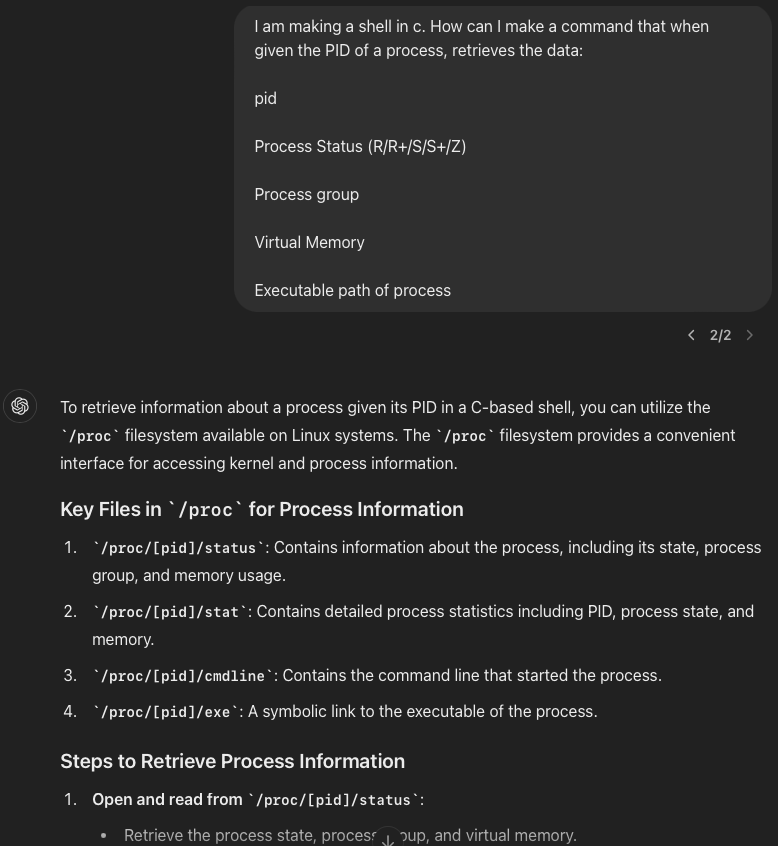 I am making a shell in c. How can I make a command that when
given the PID of a process, retrieves the data:
pid
Process Status (R/R+/S/S+/Z)
Process group
Virtual Memory
Executable path of process
2/2
To retrieve information about a process given its PID in a C-based shell, you can utilize the
`/proc` filesystem available on Linux systems. The `/proc` filesystem provides a convenient
interface for accessing kernel and process information.
Key Files in `/proc` for Process Information
1. `/proc/[pid]/status`: Contains information about the process, including its state, process
group, and memory usage.
2. `/proc/[pid]/stat`: Contains detailed process statistics including PID, process state, and
memory.
3. `/proc/[pid]/cmdline`: Contains the command line that started the process.
4. `/proc/[pid]/exe`: A symbolic link to the executable of the process.
Steps to Retrieve Process Information
1. Open and read from `/proc/[pid]/status`:
• Retrieve the process state, process oup, and virtual memory.